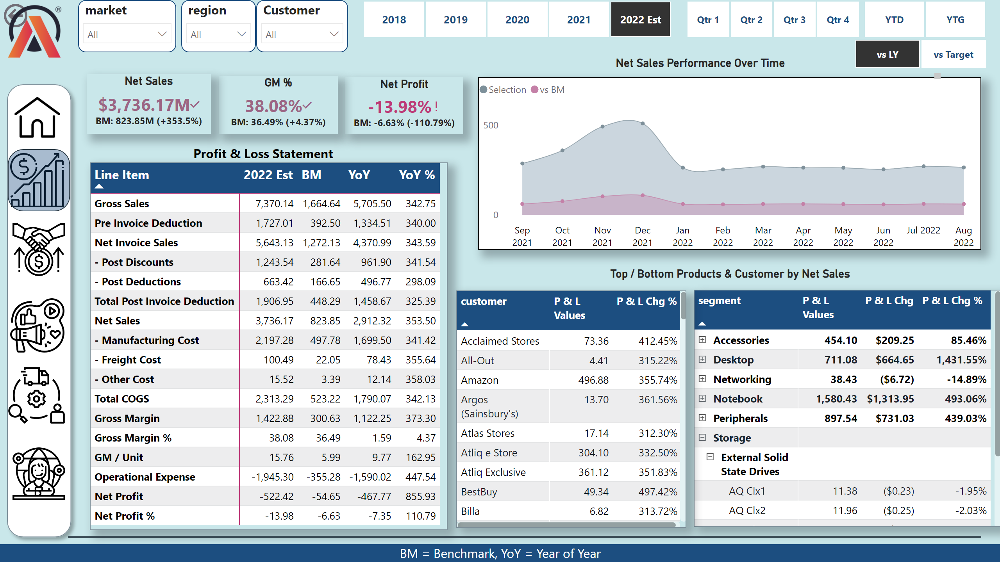 ®
market
All
region
All
Customer
All
2018
2019
2020
2021
2022 Est
Qtr 1
Qtr 2
Qtr 3
Qtr 4
YTD
YTG
vs LY
vs Target
Net Sales
$3,736.17M
BM: 823.85M (+353.5%)
GM %
38.08%
BM: 36.49% (+4.37%)
Net Profit
-13.98% !
BM: -6.63% (-110.79%)
Net Sales Performance Over Time
Selection vs BM
500
0
Sep 2021
Oct 2021
Nov 2021
Dec 2021
Jan 2022
Feb 2022
Mar 2022
Apr 2022
May 2022
Jun 2022
Jul 2022
Aug 2022
Profit & Loss Statement
Line Item 2022 Est BM YoY YoY %
Gross Sales 7,370.14 1,664.64 5,705.50 342.75
Pre Invoice Deduction 1,727.01 392.50 1,334.51 340.00
Net Invoice Sales 5,643.13 1,272.13 4,370.99 343.59
- Post Discounts 1,243.54 281.64 961.90 341.54
- Post Deductions 663.42 166.65 496.77 298.09
Total Post Invoice Deduction 1,906.95 448.29 1,458.67 325.39
Net Sales 3,736.17 823.85 2,912.32 353.50
- Manufacturing Cost 2,197.28 497.78 1,699.50 341.42
- Freight Cost 100.49 22.05 78.43 355.64
- Other Cost 15.52 3.39 12.14 358.03
Total COGS 2,313.29 523.22 1,790.07 342.13
Gross Margin 1,422.88 300.63 1,122.25 373.30
Gross Margin % 38.08 36.49 1.59 4.37
GM / Unit 15.76 5.99 9.77 162.95
Operational Expense -1,945.30 -355.28 -1,590.02 447.54
Net Profit -522.42 -54.65 -467.77 855.93
Net Profit % -13.98 -6.63 -7.35 110.79
Top / Bottom Products & Customer by Net Sales
customer P & L Values P & L Chg %
Acclaimed Stores 73.36 412.45%
All-Out 4.41 315.22%
Amazon 496.88 355.74%
Argos (Sainsbury's) 13.70 361.56%
Atlas Stores 17.14 312.30%
Atliq e Store 304.10 332.50%
Atliq Exclusive 361.12 351.83%
BestBuy 49.34 497.42%
Billa 6.82 313.72%
segment P & L Values P & L Chg P & L Chg %
Accessories 454.10 $209.25 85.46%
Desktop 711.08 $664.65 1,431.55%
Networking 38.43 ($6.72) -14.89%
Notebook 1,580.43 $1,313.95 493.06%
Peripherals 897.54 $731.03 439.03%
Storage
External Solid State Drives
AQ Clx1 11.38 ($0.23) -1.95%
AQ Clx2 11.96 ($0.25) -2.03%
BM = Benchmark, YoY = Year of Year